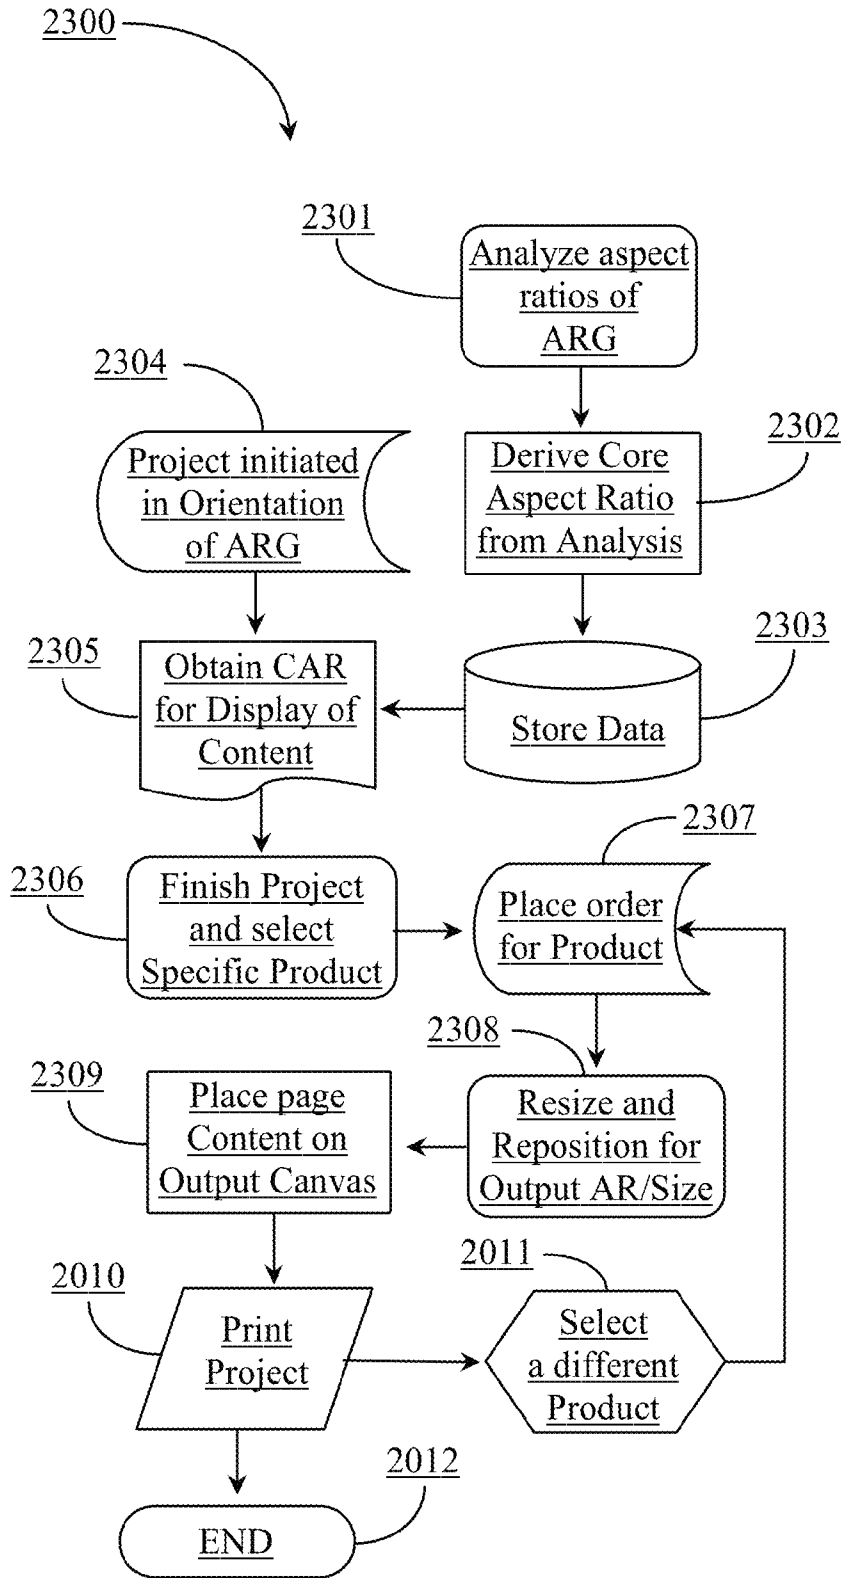 2300
2301
Analyze aspect
ratios of
ARG
2304
Project initiated
in Orientation
of ARG
2302
Derive Core
Aspect Ratio
from Analysis
2305
Obtain CAR
for Display of
Content
2303
Store Data
2306
Finish Project
and select
Specific Product
2307
Place order
for Product
2308
Resize and
Reposition for
Output AR/Size
2309
Place page
Content on
Output Canvas
2010
Print
Project
2011
Select
a different
Product
2012
END